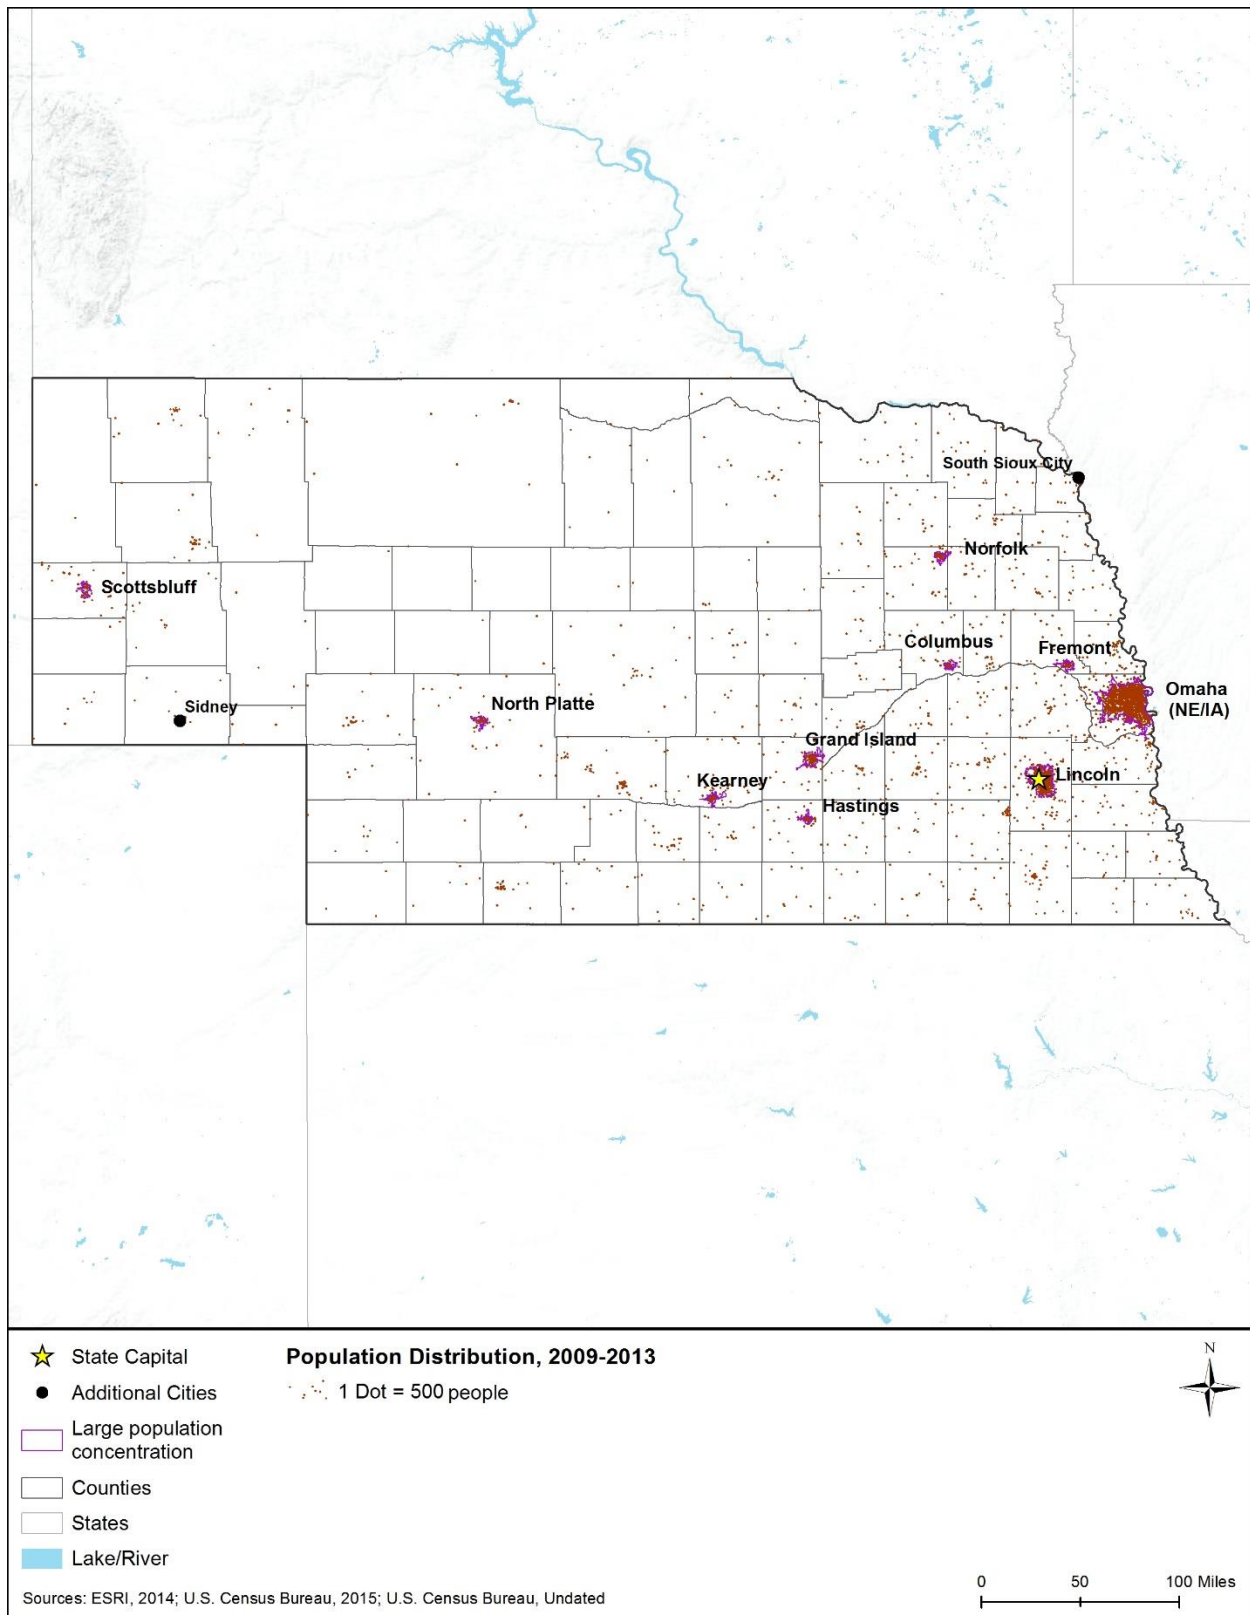 South Sioux City
Norfolk
Scottsbluff
Columbus
Fremont
Omaha
(NE/IA)
Sidney
North Platte
Grand Island
Kearney
Lincoln
Hastings
State Capital
Additional Cities
Large population
concentration
Counties
States
Lake/River
Population Distribution, 2009-2013
1 Dot = 500 people
N
0 50 100 Miles
Sources: ESRI, 2014; U.S. Census Bureau, 2015; U.S. Census Bureau, Undated